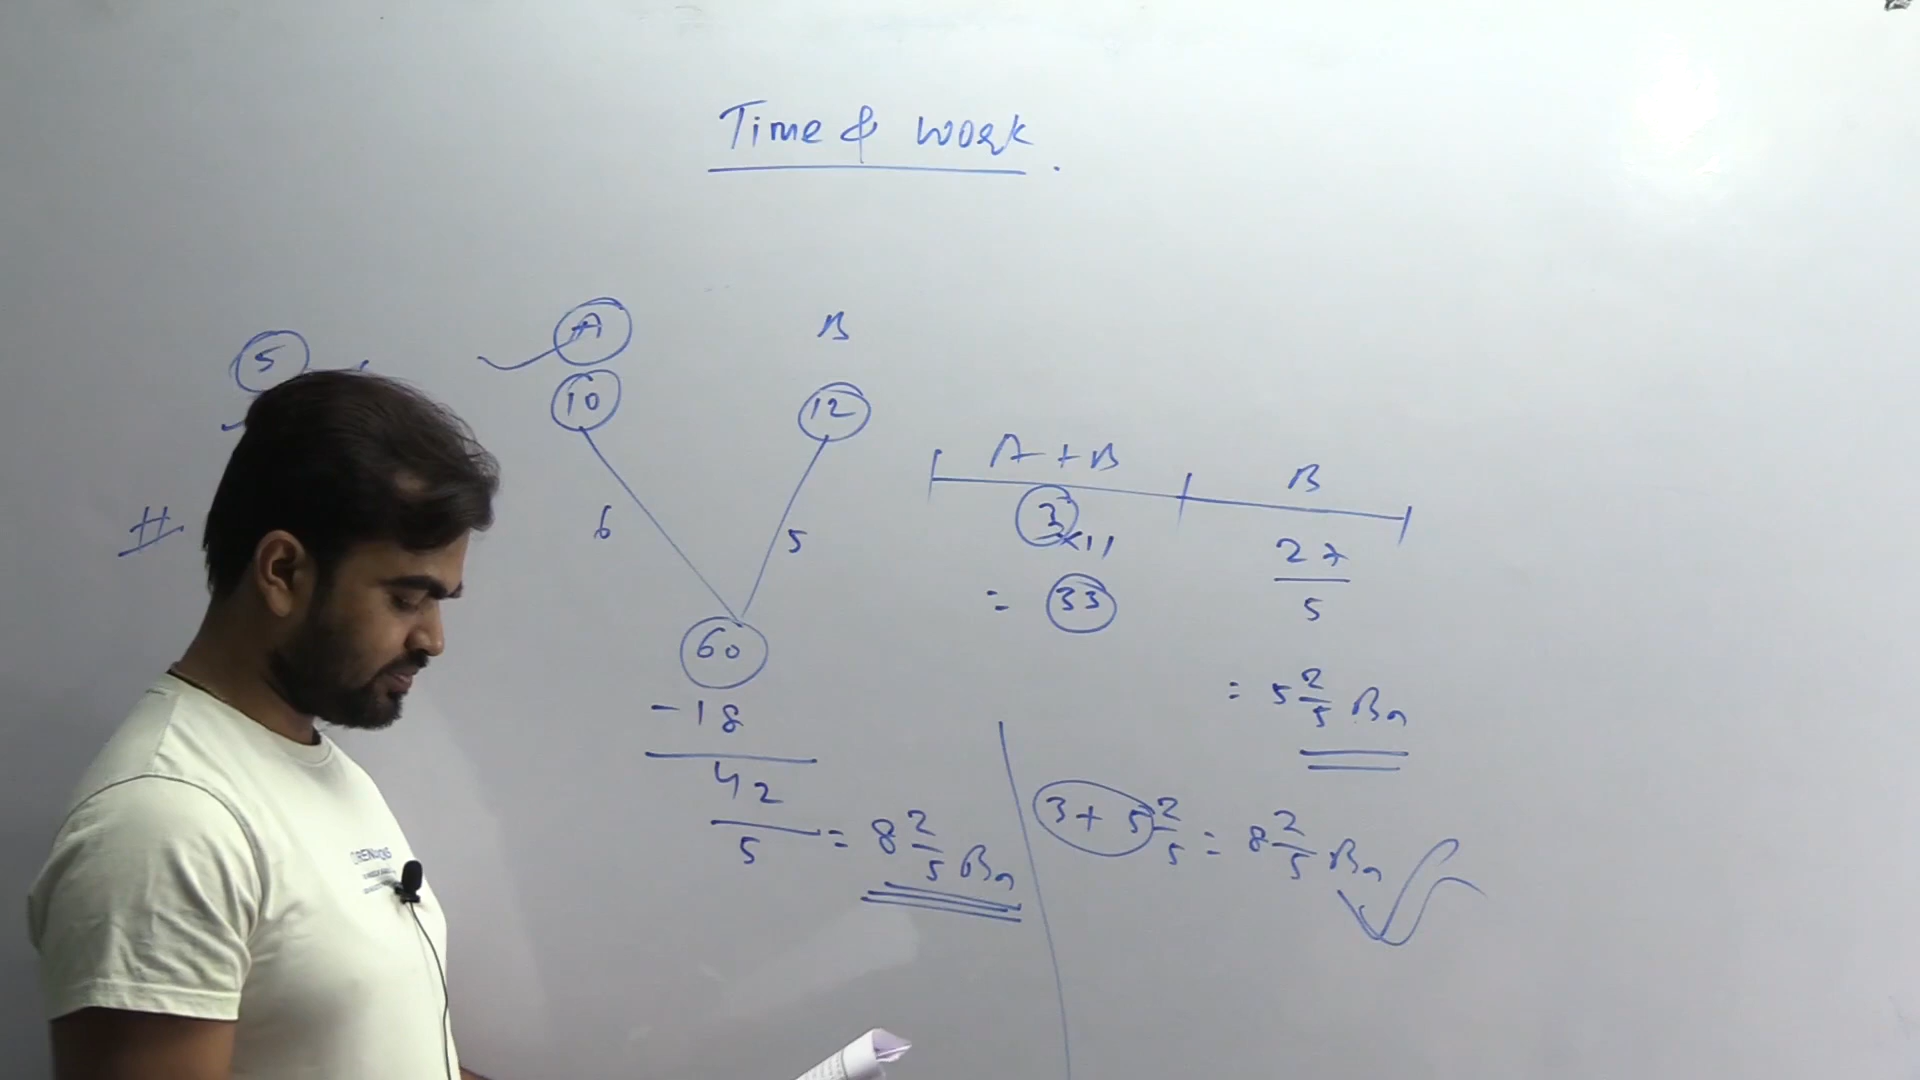 Time & Work.
5
A B
10 12
#
6 5
60
-18
42
5
= 8 2/5 Bn
A + B B
3 × 11
= 33
27
5
= 5 2/5 Bn
3 + 5 2/5 = 8 2/5 Bn